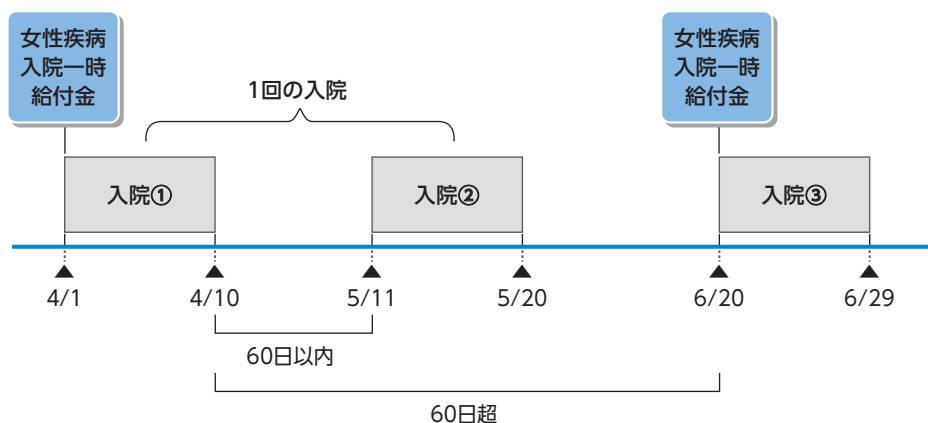 女性疾病
入院一時
給付金
女性疾病
入院一時
給付金
1回の入院
入院①
入院②
入院③
4/1
4/10
5/11
5/20
6/20
6/29
60日以内
60日超